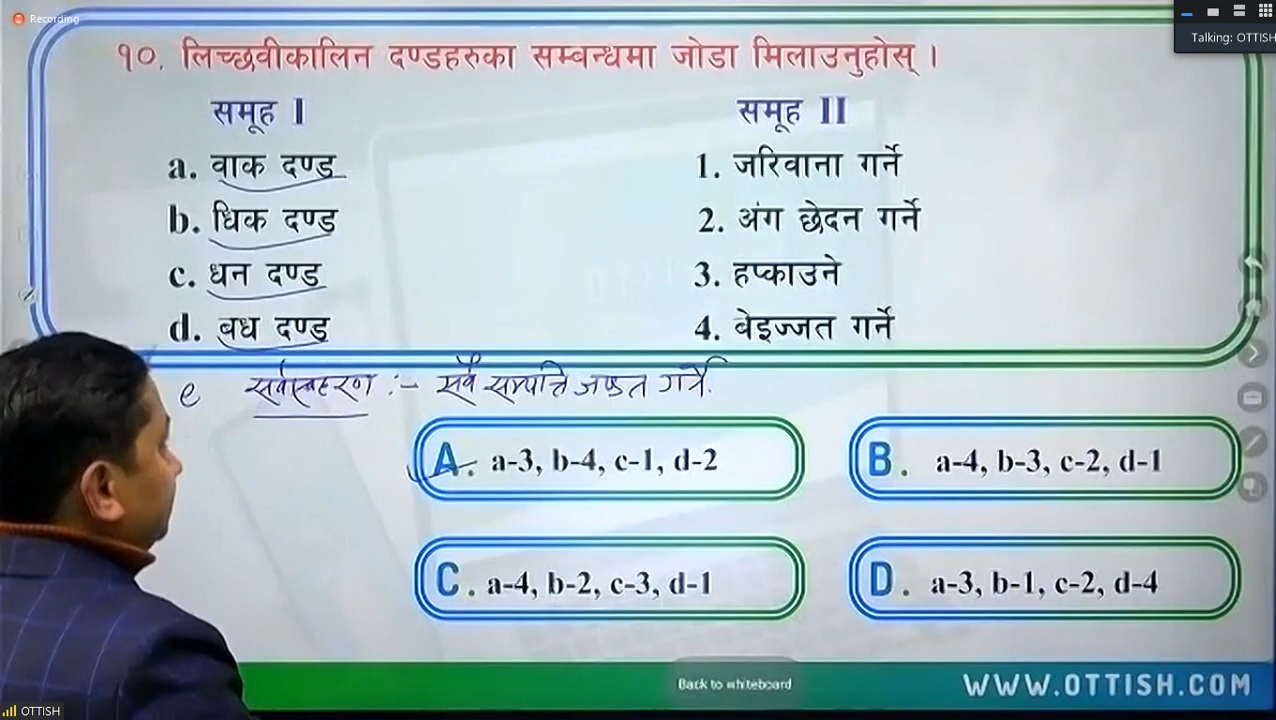 Recording
Talking: OTTISH
१०. लिच्छवीकालिन दण्डहरुका सम्बन्धमा जोडा मिलाउनुहोस् ।
समूह I
समूह II
a. वाक दण्ड
1. जरिवाना गर्ने
b. धिक दण्ड
2. अंग छेदन गर्ने
c. धन दण्ड
3. हप्काउने
d. बध दण्ड
4. बेइज्जत गर्ने
e सर्वस्वहरण :- सबै सम्पत्ति जफत गर्ने.
A. a-3, b-4, c-1, d-2
B. a-4, b-3, c-2, d-1
C. a-4, b-2, c-3, d-1
D. a-3, b-1, c-2, d-4
Back to whiteboard
WWW.OTTISH.COM
OTTISH